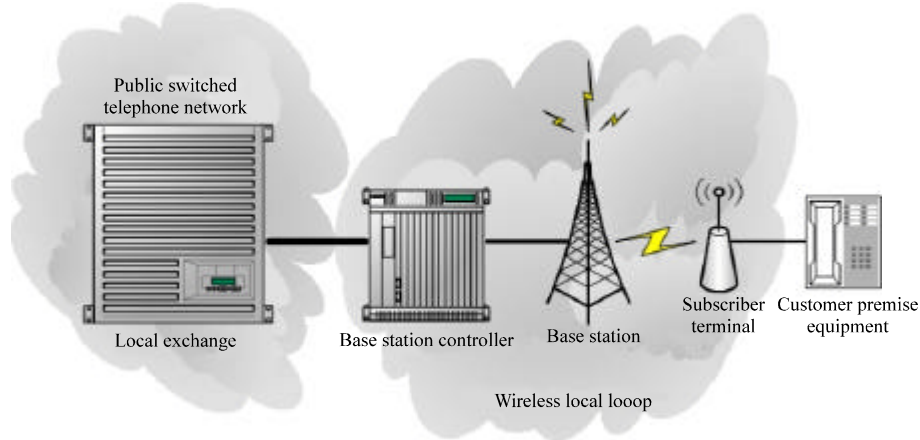 Public switched
telephone network
Local exchange
Base station controller
Base station
Subscriber
terminal
Customer premise
equipment
Wireless local looop